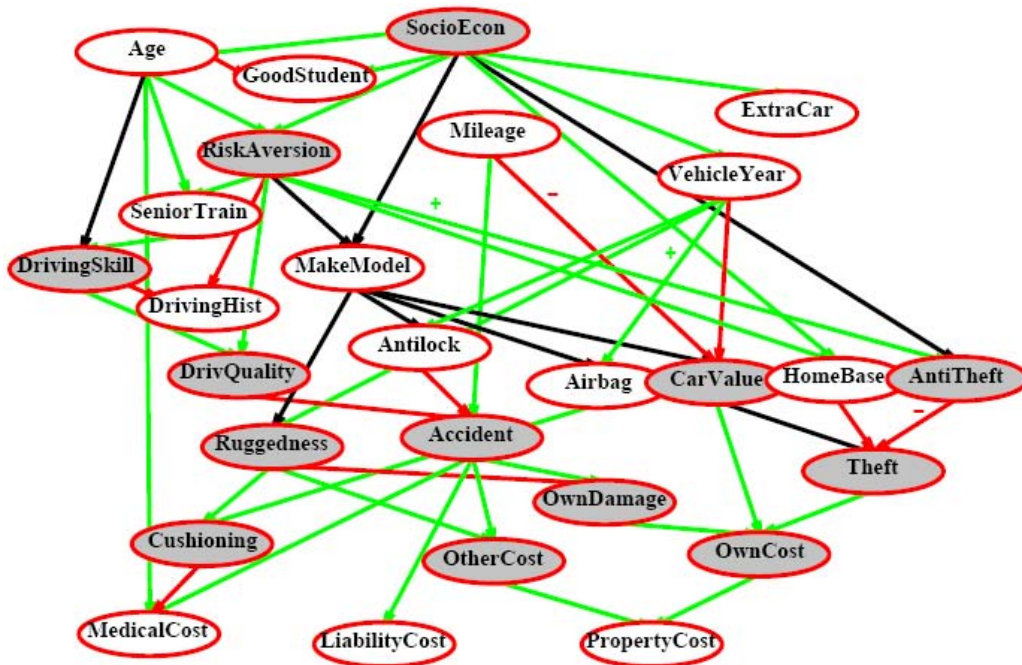 SocioEcon
Age
GoodStudent
ExtraCar
Mileage
RiskAversion
VehicleYear
−
+
SeniorTrain
+
DrivingSkill
MakeModel
DrivingHist
Antilock
DrivQuality
Airbag
CarValue
HomeBase
AntiTheft
−
Ruggedness
Accident
Theft
OwnDamage
Cushioning
OtherCost
OwnCost
MedicalCost
LiabilityCost
PropertyCost